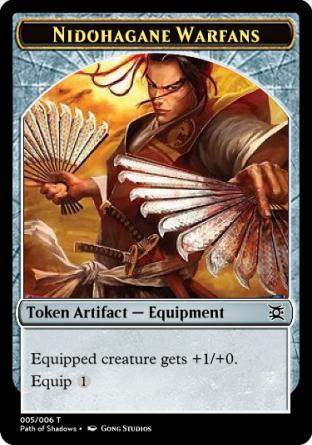 Nidohagane Warfans
Token Artifact — Equipment
Equipped creature gets +1/+0.
Equip 1
005/006 T
Path of Shadows • Gong Studios